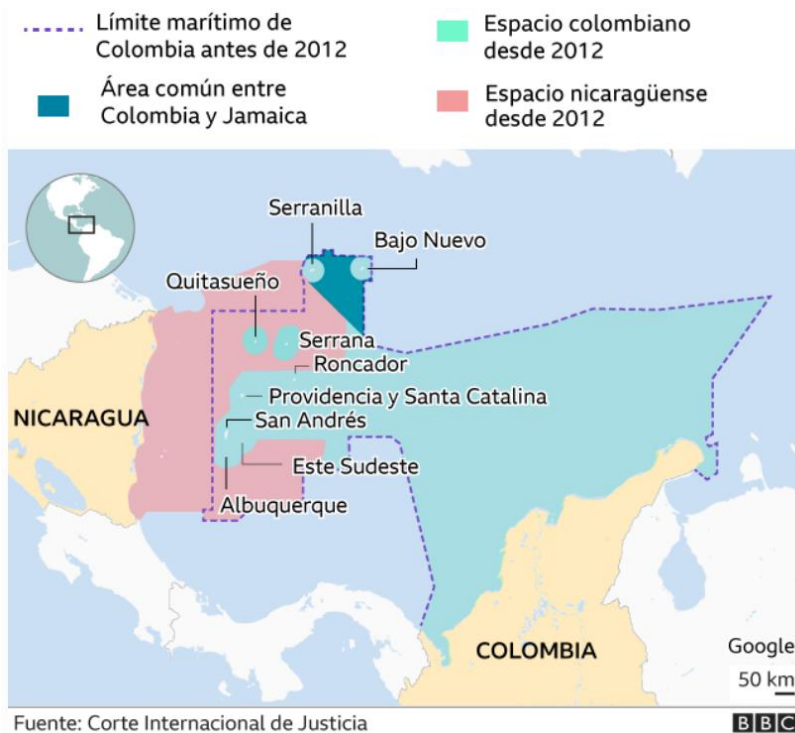 Límite marítimo de
Colombia antes de 2012
Espacio colombiano
desde 2012
Área común entre
Colombia y Jamaica
Espacio nicaragüense
desde 2012
Serranilla
Bajo Nuevo
Quitasueño
Serrana
Roncador
Providencia y Santa Catalina
NICARAGUA
San Andrés
Este Sudeste
Albuquerque
COLOMBIA
Google
50 km
Fuente: Corte Internacional de Justicia
BBC